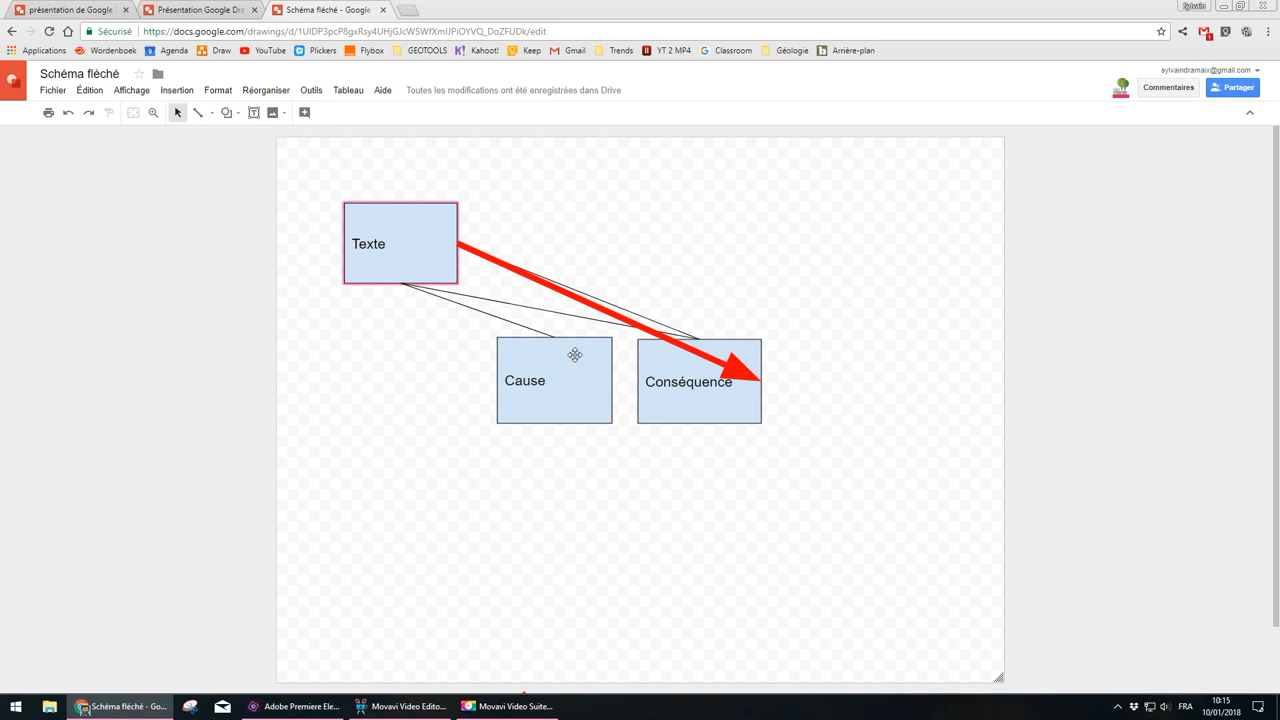 présentation de Google
Présentation Google Dra
Schéma fléché - Google
Sylvain
Sécurisé
https://docs.google.com/drawings/d/1UIDP3pcP8gxRsy4UHjGJcW5WfXmIJPiOYVQ_DoZFUDk/edit
Applications
Wordenboek
Agenda
Draw
YouTube
Plickers
Flybox
GEOTOOLS
Kahoot!
Keep
Gmail
Trends
YT 2 MP4
Classroom
Géologie
Arrière-plan
Schéma fléché
sylvaindramaix@gmail.com
Fichier
Édition
Affichage
Insertion
Format
Réorganiser
Outils
Tableau
Aide
Toutes les modifications ont été enregistrées dans Drive
Commentaires
Partager
Texte
Cause
Conséquence
Schéma fléché - Go...
Adobe Premiere Ele...
Movavi Video Edito...
Movavi Video Suite...
FRA
10:15
10/01/2018